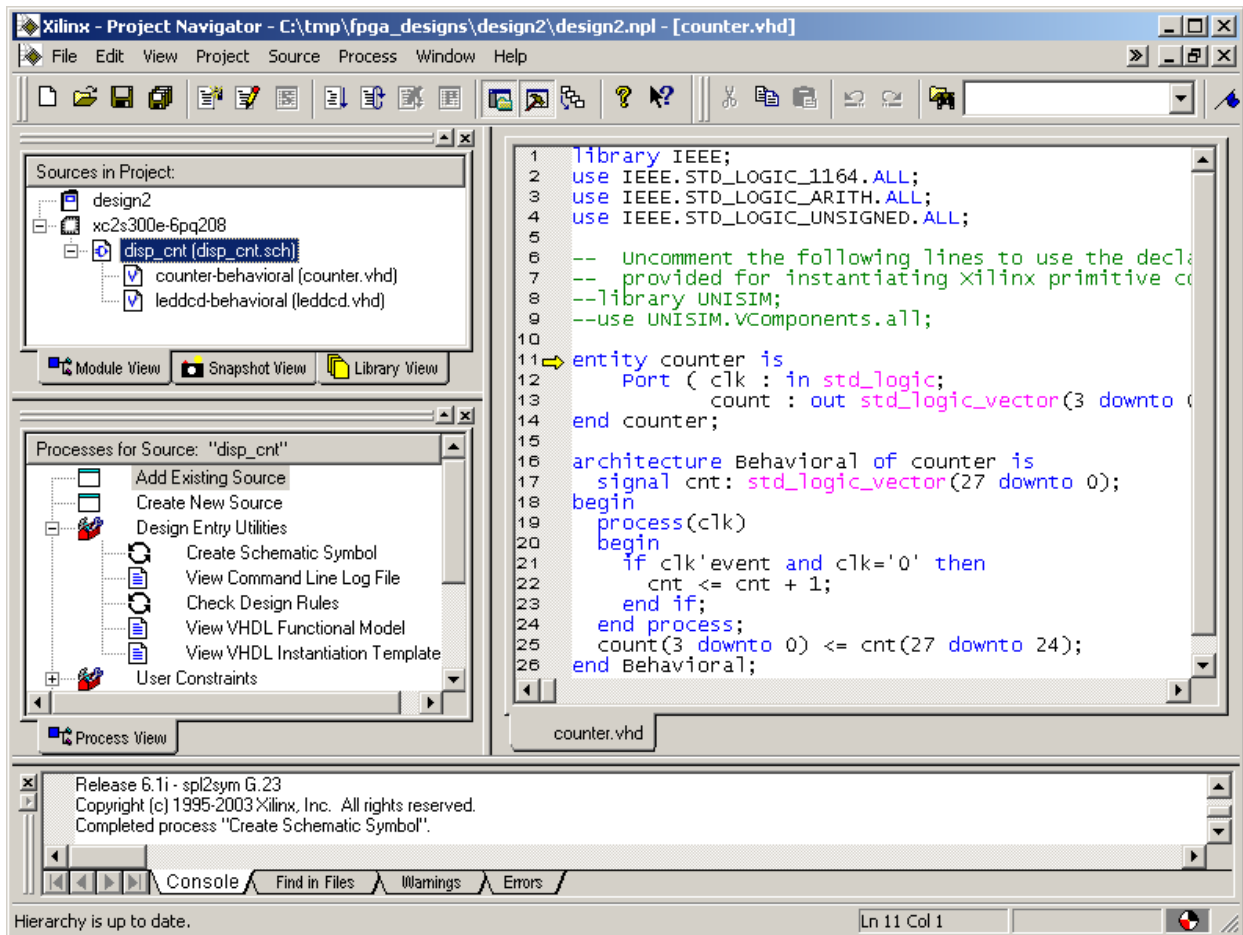 Xilinx - Project Navigator - C:\tmp\fpga_designs\design2\design2.npl - [counter.vhd]
File Edit View Project Source Process Window Help
Sources in Project:
design2
xc2s300e-6pq208
disp_cnt (disp_cnt.sch)
counter-behavioral (counter.vhd)
leddcd-behavioral (leddcd.vhd)
Module View Snapshot View Library View
Processes for Source: "disp_cnt"
Add Existing Source
Create New Source
Design Entry Utilities
Create Schematic Symbol
View Command Line Log File
Check Design Rules
View VHDL Functional Model
View VHDL Instantiation Template
User Constraints
Process View
1 library IEEE;
2 use IEEE.STD_LOGIC_1164.ALL;
3 use IEEE.STD_LOGIC_ARITH.ALL;
4 use IEEE.STD_LOGIC_UNSIGNED.ALL;
5
6 -- Uncomment the following lines to use the decla
7 -- provided for instantiating Xilinx primitive co
8 --library UNISIM;
9 --use UNISIM.VComponents.all;
10
11 entity counter is
12 Port ( clk : in std_logic;
13 count : out std_logic_vector(3 downto 0
14 end counter;
15
16 architecture Behavioral of counter is
17 signal cnt: std_logic_vector(27 downto 0);
18 begin
19 process(clk)
20 begin
21 if clk'event and clk='0' then
22 cnt <= cnt + 1;
23 end if;
24 end process;
25 count(3 downto 0) <= cnt(27 downto 24);
26 end Behavioral;
counter.vhd
Release 6.1i - spl2sym G.23
Copyright (c) 1995-2003 Xilinx, Inc. All rights reserved.
Completed process "Create Schematic Symbol".
Console Find in Files Warnings Errors
Hierarchy is up to date. Ln 11 Col 1